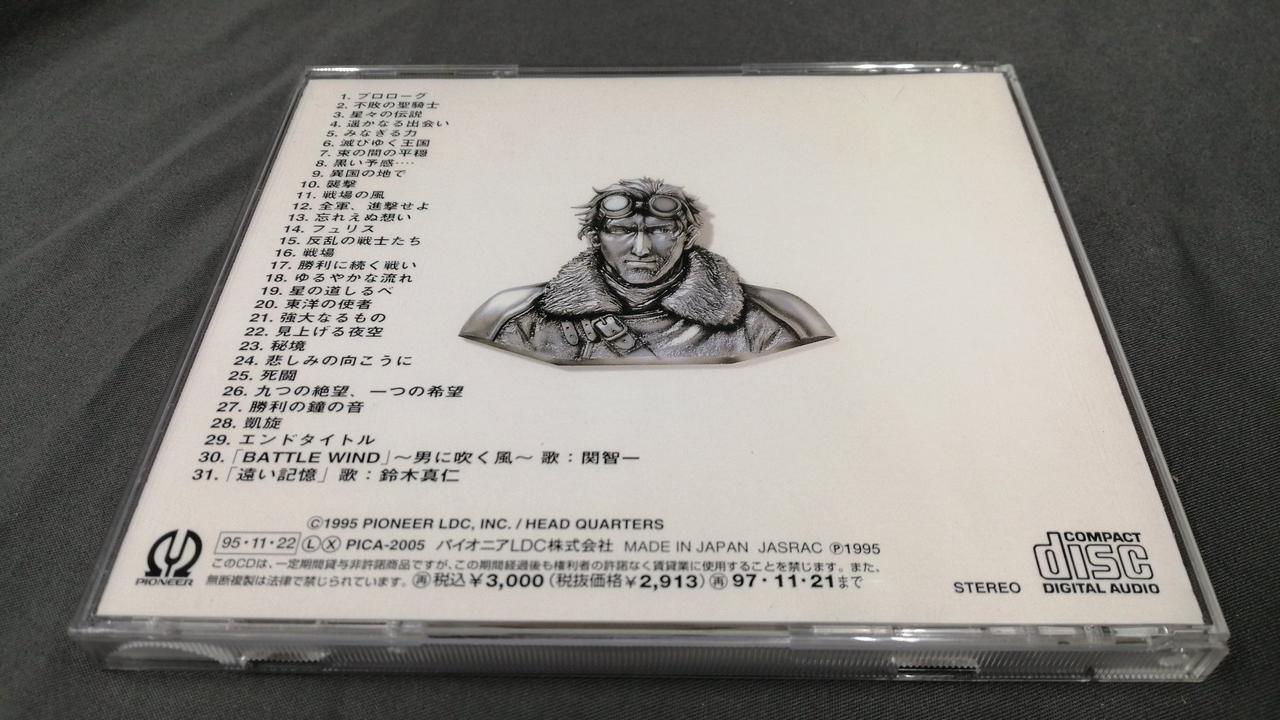 1. プロローグ
2. 不敗の聖騎士
3. 星々の伝説
4. 遥かなる出会い
5. みなぎる力
6. 滅びゆく王国
7. 束の間の平穏
8. 黒い予感‥‥
9. 異国の地で
10. 襲撃
11. 戦場の風
12. 全軍、進撃せよ
13. 忘れえぬ想い
14. フュリス
15. 反乱の戦士たち
16. 戦場
17. 勝利に続く戦い
18. ゆるやかな流れ
19. 星の道しるべ
20. 東洋の使者
21. 強大なるもの
22. 見上げる夜空
23. 秘境
24. 悲しみの向こうに
25. 死闘
26. 九つの絶望、一つの希望
27. 勝利の鐘の音
28. 凱旋
29. エンドタイトル
30.「BATTLE WIND」〜男に吹く風〜 歌：関智一
31.「遠い記憶」歌：鈴木真仁
©1995 PIONEER LDC, INC. / HEAD QUARTERS
95・11・22 Ⓛ Ⓧ PICA-2005 パイオニアLDC株式会社 MADE IN JAPAN JASRAC ℗1995
このCDは、一定期間貸与非許諾商品ですが、この期間経過後も権利者の許諾なく賃貸業に使用することを禁じます。また、
無断複製は法律で禁じられています。 ㊢税込¥3,000(税抜価格¥2,913) ㊢97・11・21まで
PIONEER
STEREO
COMPACT
disc
DIGITAL AUDIO